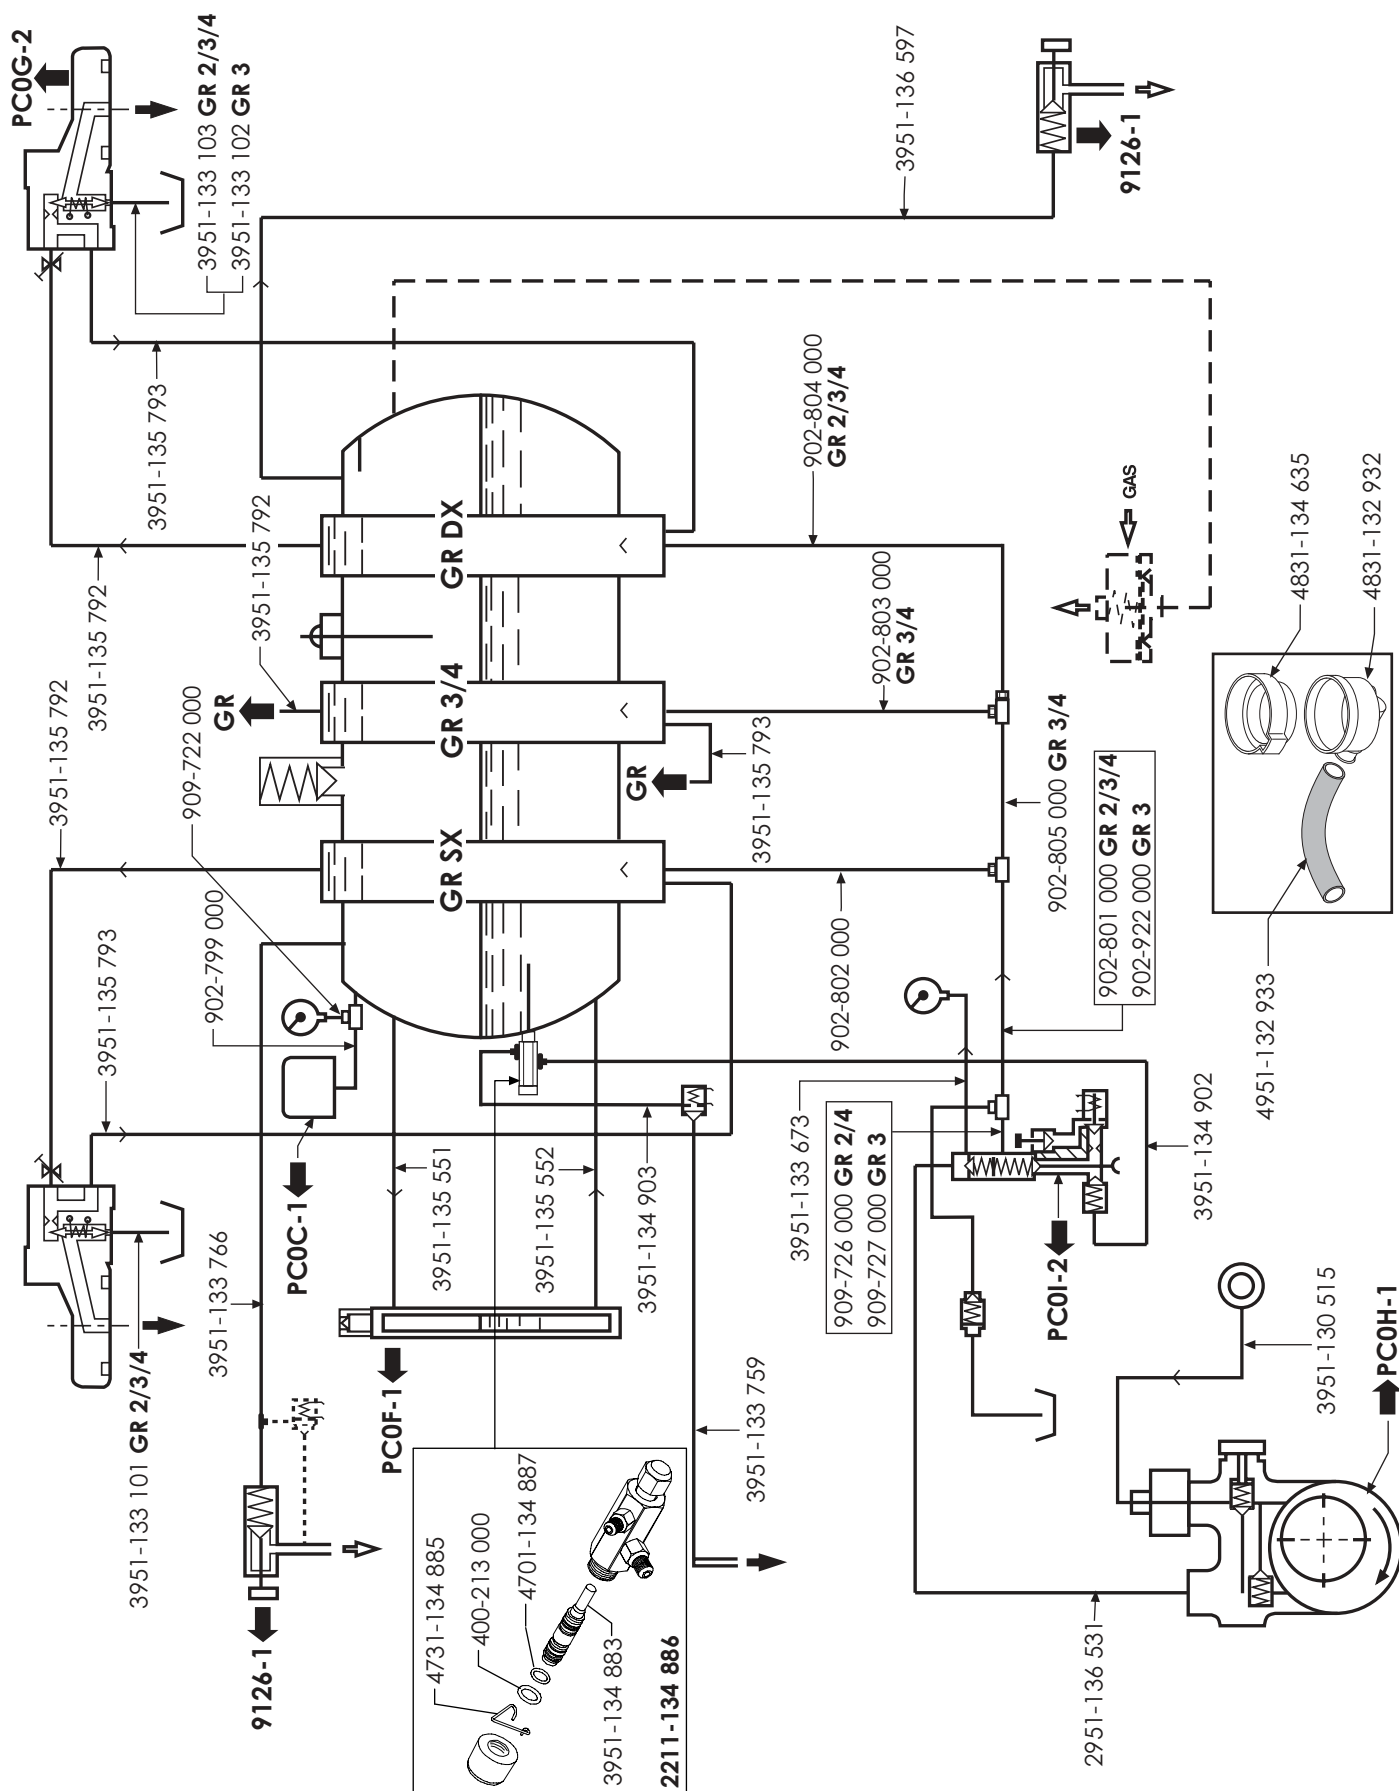 PC0G-2
3951-133 103 GR 2/3/4
3951-133 102 GR 3
3951-136 597
9126-1
3951-135 793
3951-135 792
3951-135 792
3951-135 792
909-722 000
902-799 000
3951-135 793
GR DX
GR 3/4
GR SX
GR
GR
3951-135 793
902-804 000
GR 2/3/4
902-803 000
GR 3/4
GAS
4831-134 635
4831-132 932
4951-132 933
902-805 000 GR 3/4
902-801 000 GR 2/3/4
902-922 000 GR 3
902-802 000
3951-133 673
909-726 000 GR 2/4
909-727 000 GR 3
3951-134 902
PC0I-2
PC0C-1
3951-133 766
3951-133 101 GR 2/3/4
3951-135 551
3951-135 552
3951-134 903
PC0F-1
3951-133 759
9126-1
4731-134 885
400-213 000
4701-134 887
3951-134 883
2211-134 886
3951-130 515
PC0H-1
2951-136 531